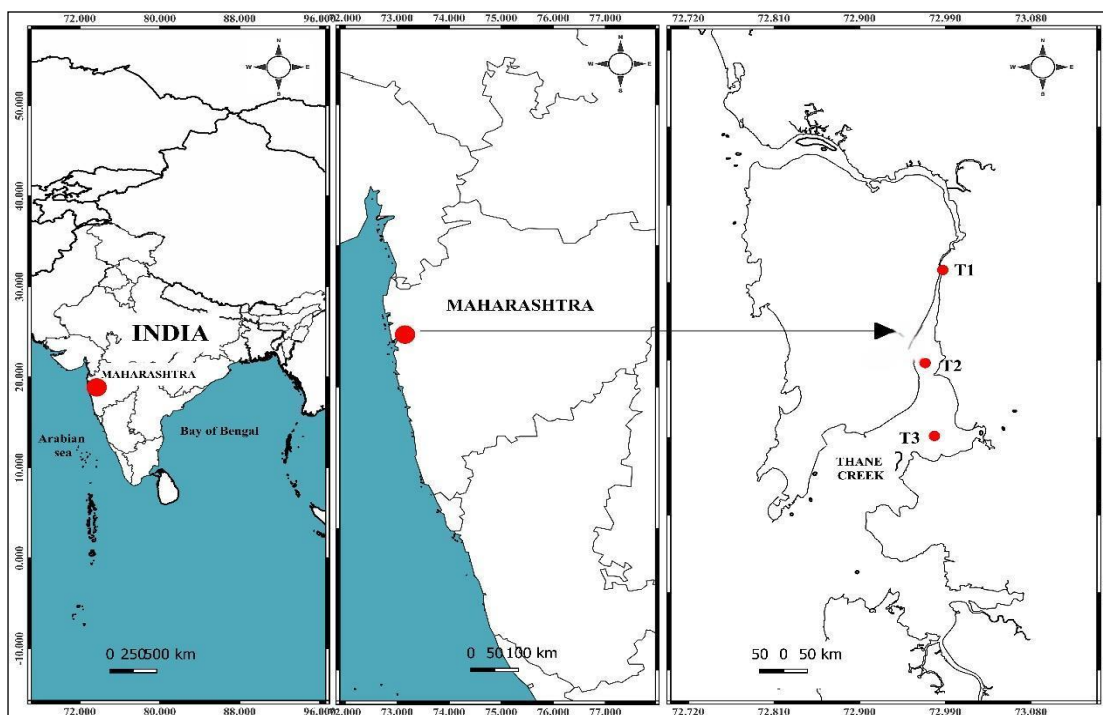 72.000 80.000 88.000 96.000
N
W E
S
50.000
40.000
30.000
20.000
10.000
0.000
-10.000
INDIA
MAHARASHTRA
Arabian
sea
Bay of Bengal
0 250500 km
72.000 80.000 88.000 96.000
72.000 73.000 74.000 75.000 76.000 77.000
N
W E
S
MAHARASHTRA
0 50 100 km
72.000 73.000 74.000 75.000 76.000 77.000
72.720 72.810 72.900 72.990 73.080
N
W E
S
T1
T2
T3
THANE
CREEK
50 0 50 km
72.720 72.810 72.900 72.990 73.080